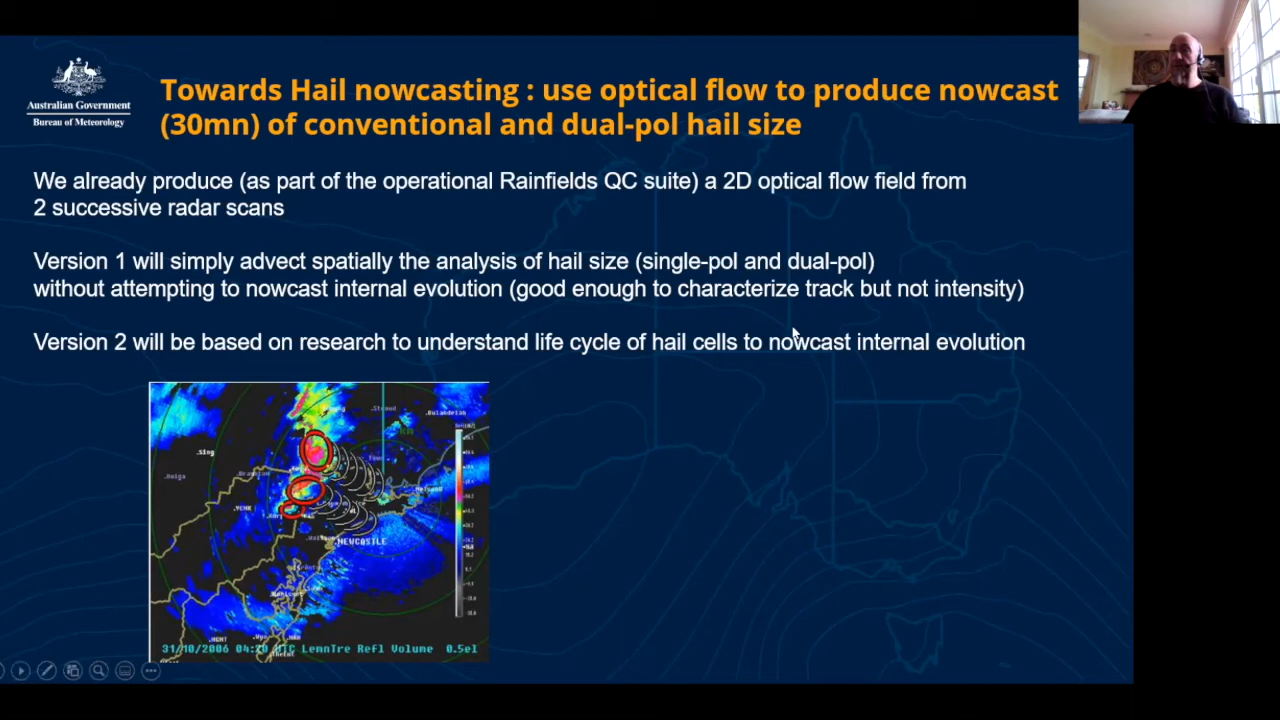 Australian Government
Bureau of Meteorology
Towards Hail nowcasting : use optical flow to produce nowcast
(30mn) of conventional and dual-pol hail size
We already produce (as part of the operational Rainfields QC suite) a 2D optical flow field from
2 successive radar scans
Version 1 will simply advect spatially the analysis of hail size (single-pol and dual-pol)
without attempting to nowcast internal evolution (good enough to characterize track but not intensity)
Version 2 will be based on research to understand life cycle of hail cells to nowcast internal evolution
.Stroud
.Bulahdelah
.Sing
NEWCASTLE
31/10/2006 04:20 UTC LemnTre Refl Volume 0.5el